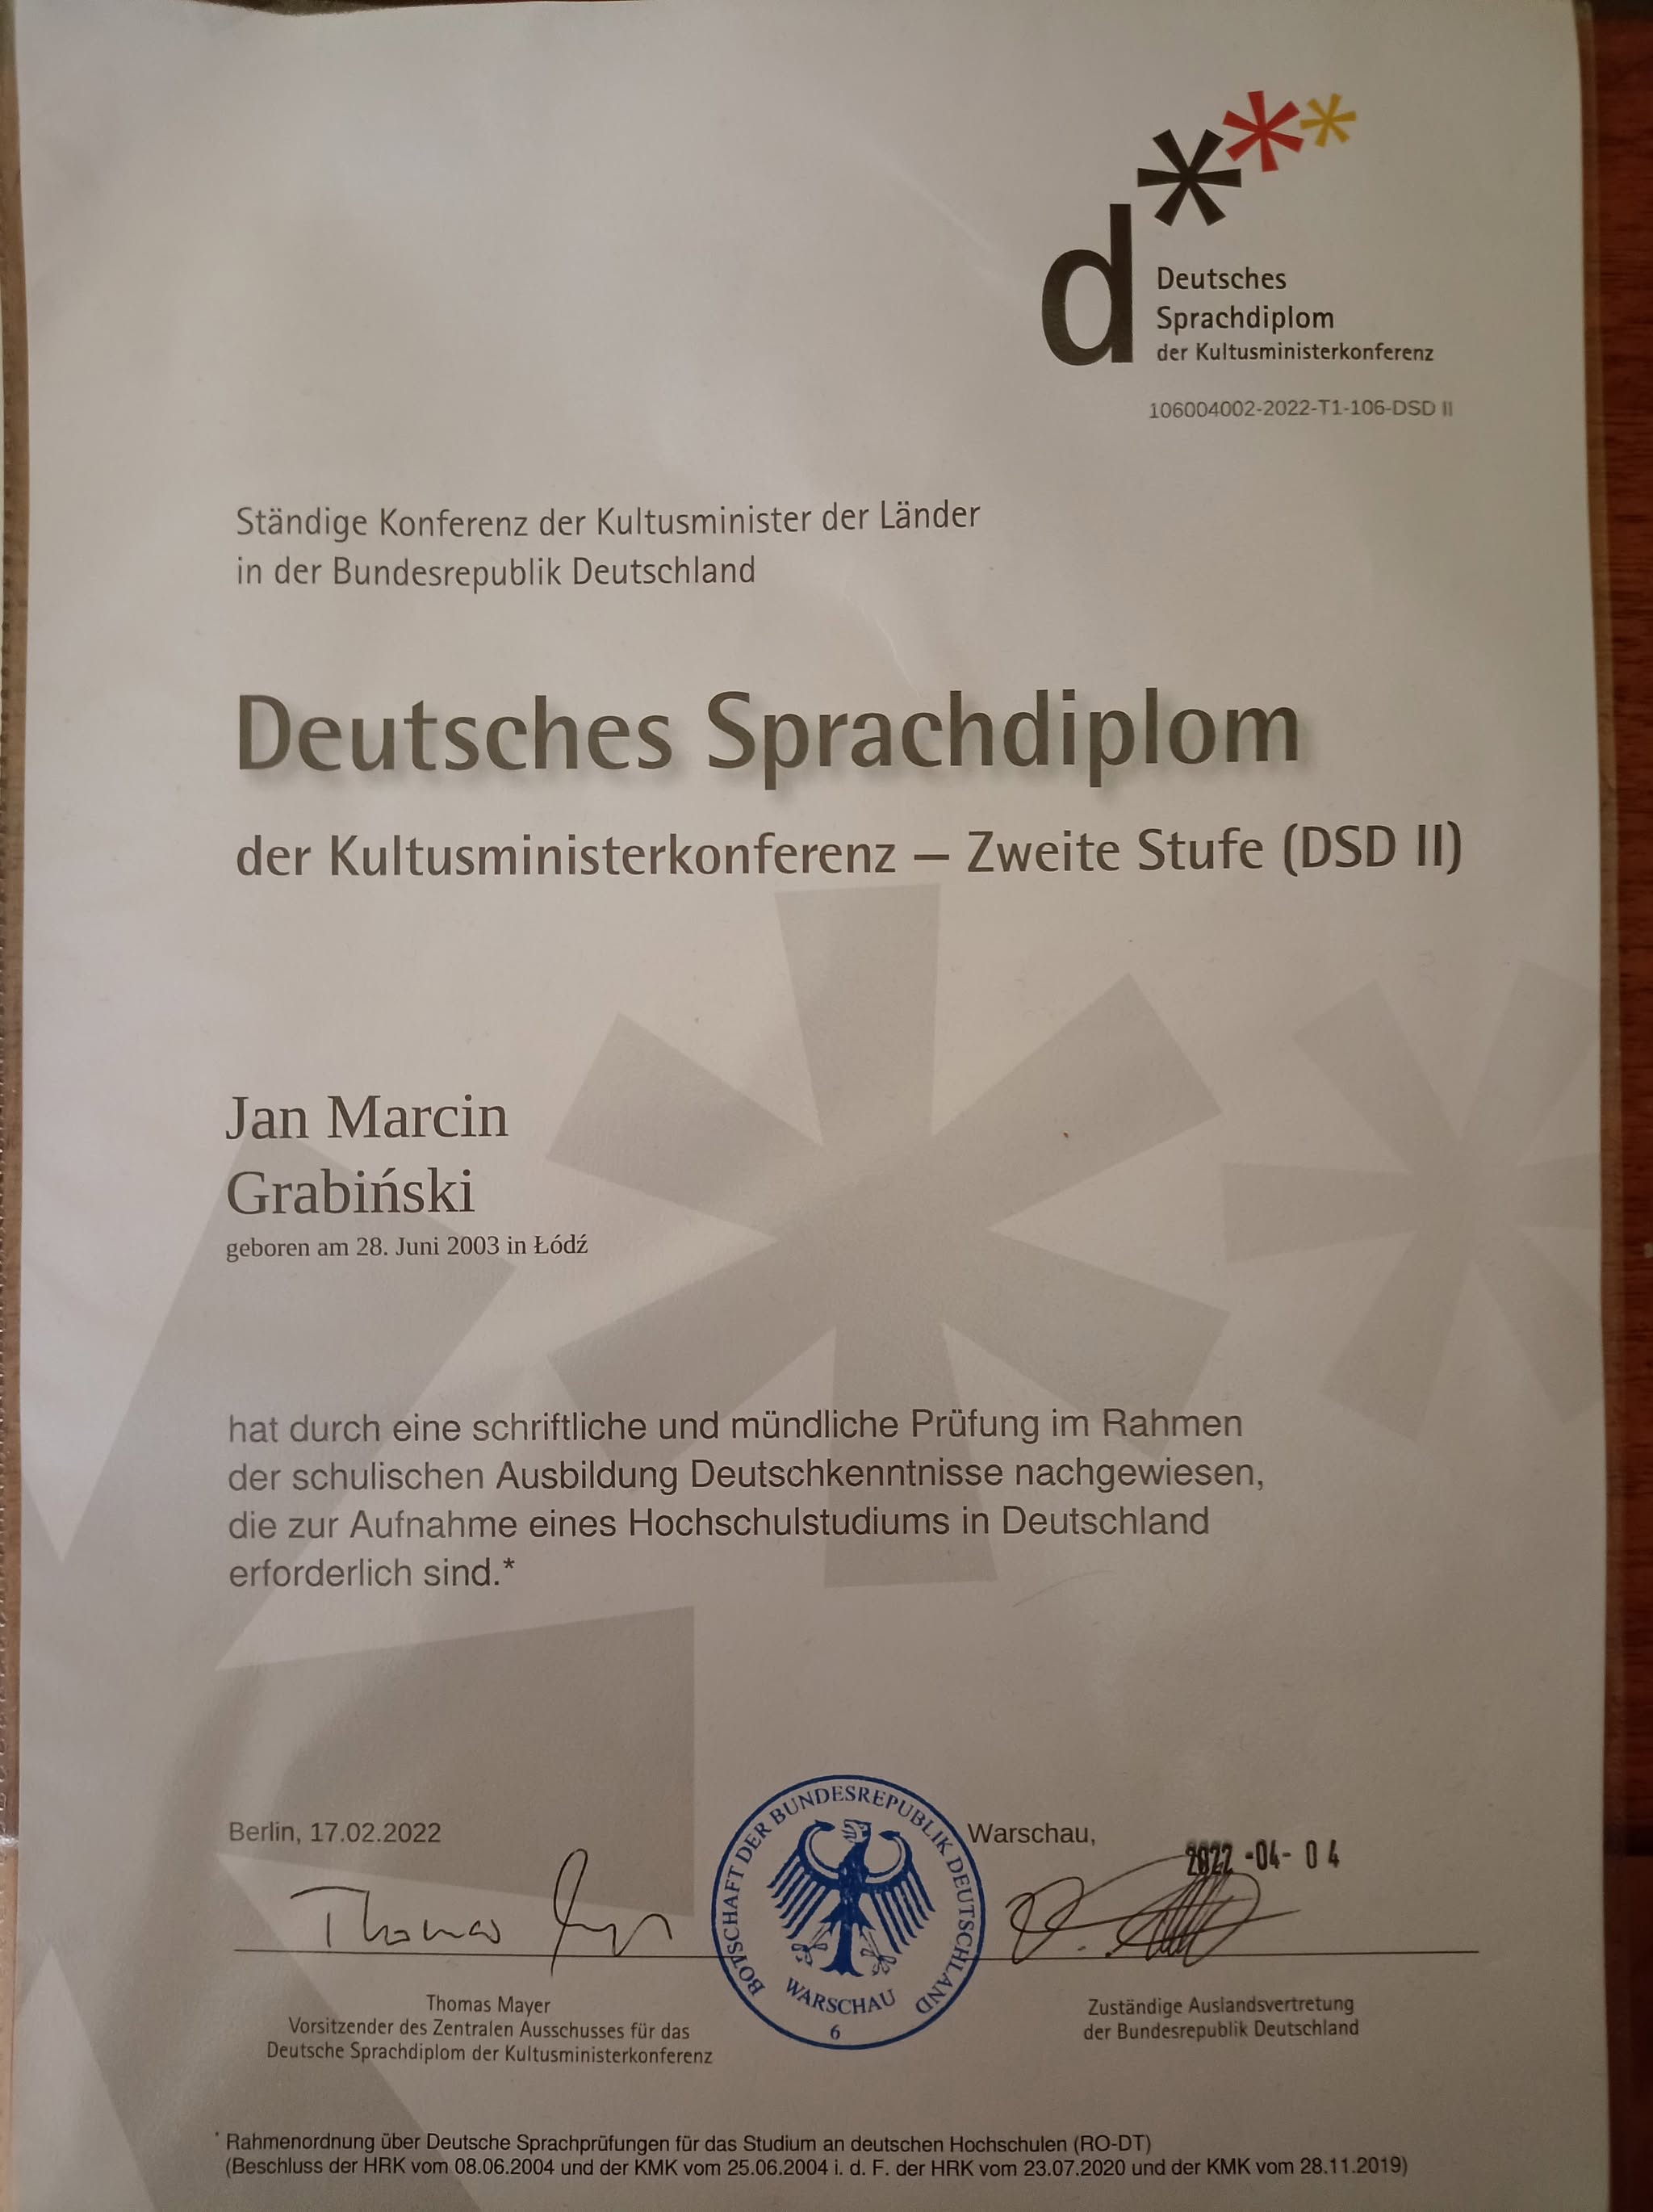 Deutsches
Sprachdiplom
der Kultusministerkonferenz
106004002-2022-T1-106-DSD II
Ständige Konferenz der Kultusminister der Länder
in der Bundesrepublik Deutschland
Deutsches Sprachdiplom
der Kultusministerkonferenz – Zweite Stufe (DSD II)
Jan Marcin
Grabiński
geboren am 28. Juni 2003 in Łódź
hat durch eine schriftliche und mündliche Prüfung im Rahmen
der schulischen Ausbildung Deutschkenntnisse nachgewiesen,
die zur Aufnahme eines Hochschulstudiums in Deutschland
erforderlich sind.*
Berlin, 17.02.2022
Thomas
Thomas Mayer
Vorsitzender des Zentralen Ausschusses für das
Deutsche Sprachdiplom der Kultusministerkonferenz
BOTSCHAFT DER BUNDESREPUBLIK DEUTSCHLAND
WARSCHAU
6
Warschau,
2022 -04- 04
Zuständige Auslandsvertretung
der Bundesrepublik Deutschland
* Rahmenordnung über Deutsche Sprachprüfungen für das Studium an deutschen Hochschulen (RO-DT)
(Beschluss der HRK vom 08.06.2004 und der KMK vom 25.06.2004 i. d. F. der HRK vom 23.07.2020 und der KMK vom 28.11.2019)